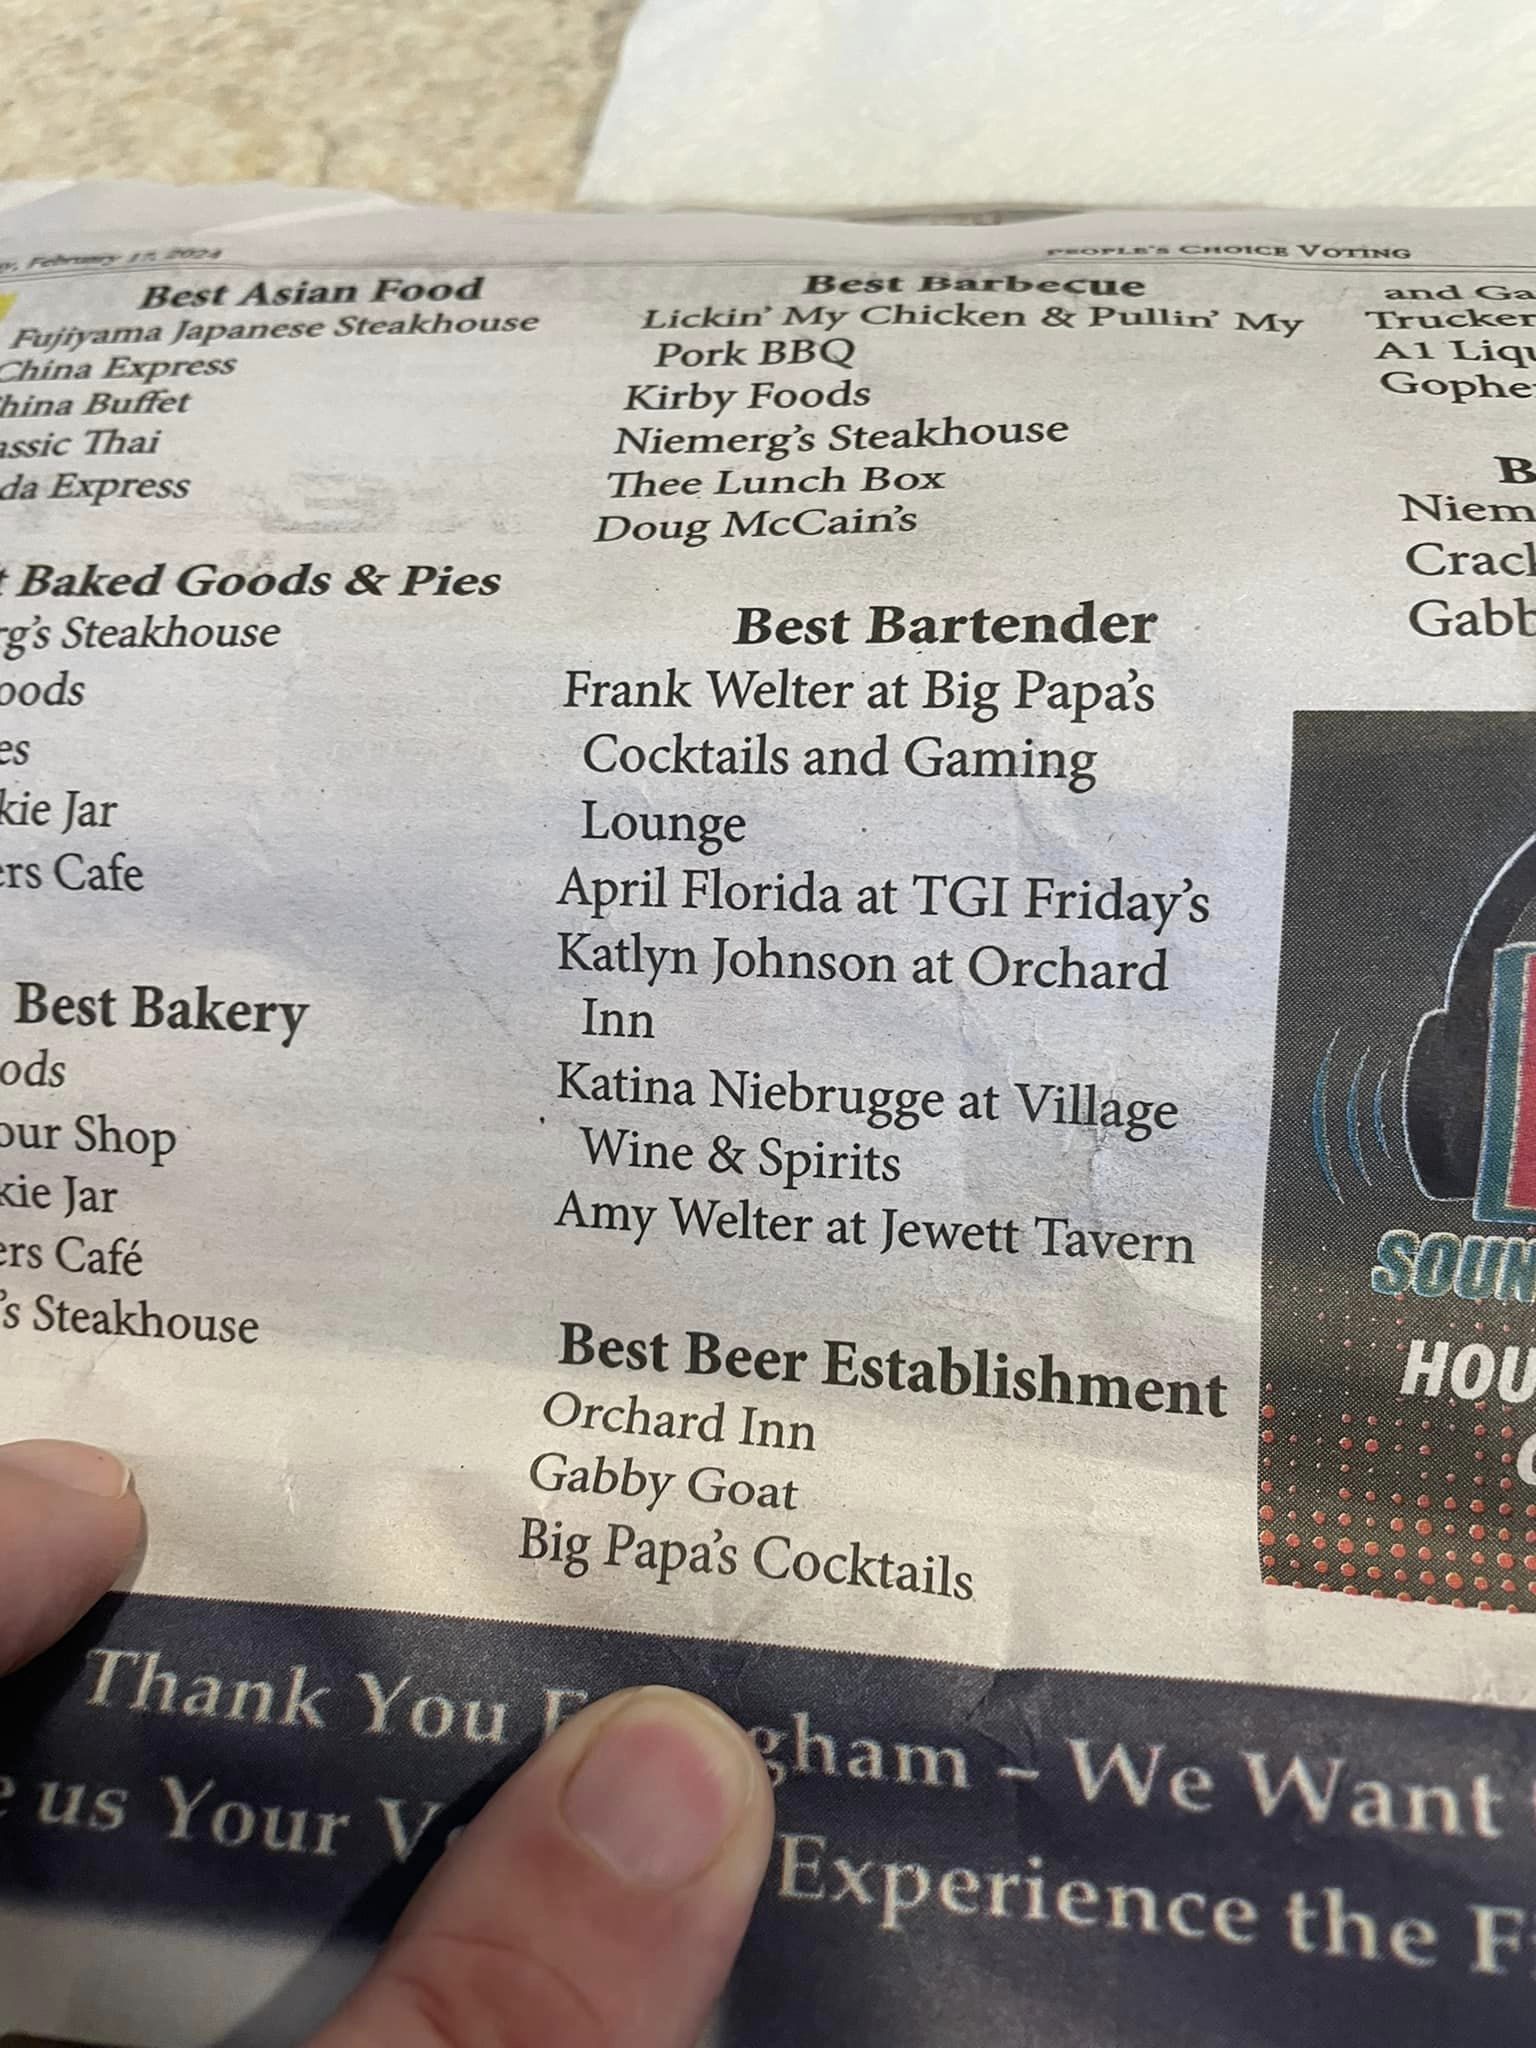 February 17, 2024
PEOPLE'S CHOICE VOTING
Best Asian Food
Fujiyama Japanese Steakhouse
China Express
hina Buffet
assic Thai
da Express
t Baked Goods & Pies
rg's Steakhouse
oods
es
kie Jar
ers Cafe
Best Bakery
ods
our Shop
kie Jar
ers Café
's Steakhouse
Best Barbecue
Lickin' My Chicken & Pullin' My
Pork BBQ
Kirby Foods
Niemerg's Steakhouse
Thee Lunch Box
Doug McCain's
Best Bartender
Frank Welter at Big Papa's
Cocktails and Gaming
Lounge
April Florida at TGI Friday's
Katlyn Johnson at Orchard
Inn
Katina Niebrugge at Village
Wine & Spirits
Amy Welter at Jewett Tavern
Best Beer Establishment
Orchard Inn
Gabby Goat
Big Papa's Cocktails
and Ga
Trucker
A1 Liqu
Gophe
B
Niem
Crack
Gabb
SOUN
HOU
Thank You gham – We Want
us Your Experience the F